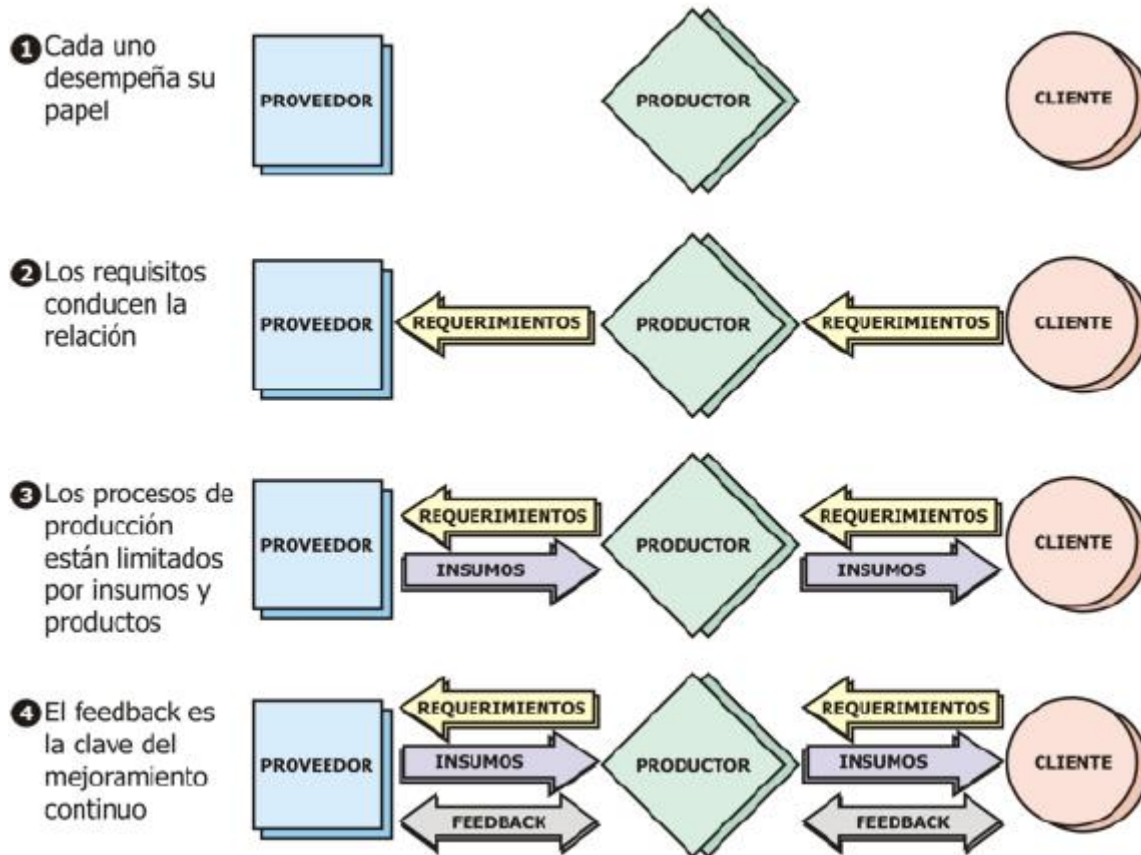 1 Cada uno
desempeña su
papel
PROVEEDOR
PRODUCTOR
CLIENTE
2 Los requisitos
conducen la
relación
PROVEEDOR
REQUERIMIENTOS
PRODUCTOR
REQUERIMIENTOS
CLIENTE
3 Los procesos de
producción
están limitados
por insumos y
productos
PROVEEDOR
REQUERIMIENTOS
INSUMOS
PRODUCTOR
REQUERIMIENTOS
INSUMOS
CLIENTE
4 El feedback es
la clave del
mejoramiento
continuo
PROVEEDOR
REQUERIMIENTOS
INSUMOS
FEEDBACK
PRODUCTOR
REQUERIMIENTOS
INSUMOS
FEEDBACK
CLIENTE